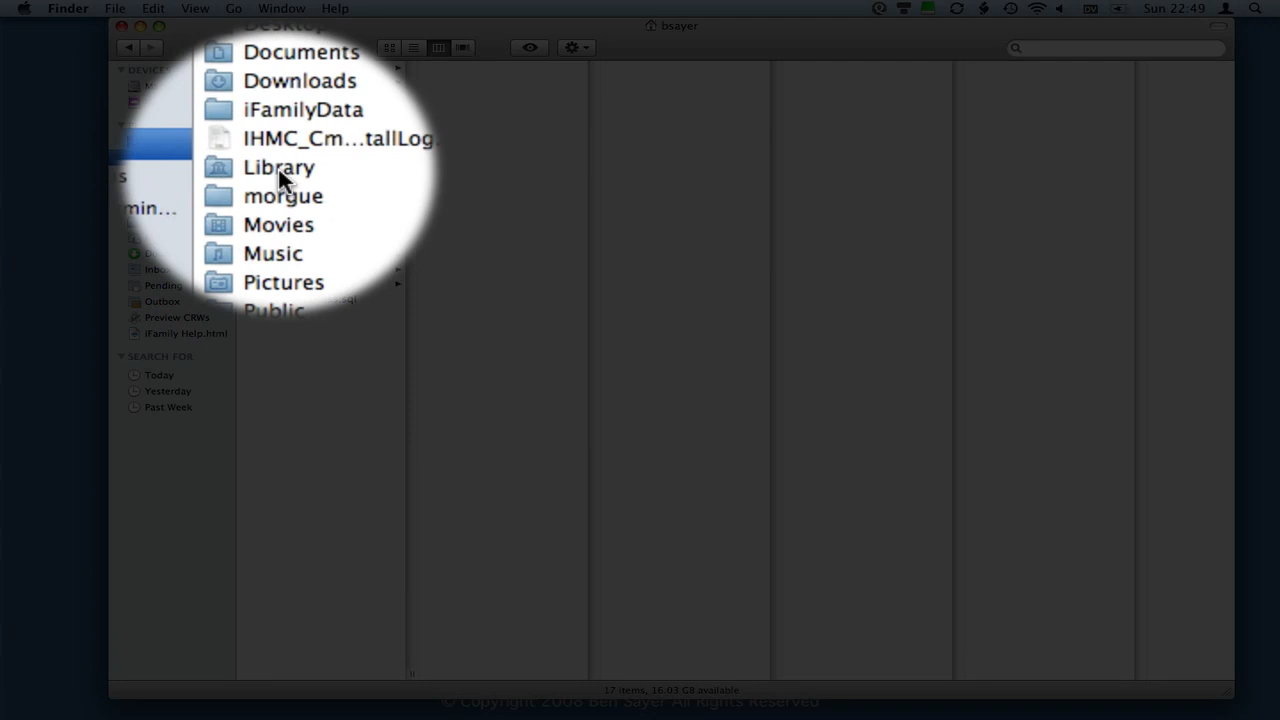 Finder File Edit View Go Window Help
Sun 22:49
bsayer
Documents
Downloads
iFamilyData
IHMC_Cm...tallLog.
Library
morgue
Movies
Music
Pictures
Public
min...
Pending
Outbox
Preview CRWs
iFamily Help.html
SEARCH FOR
Today
Yesterday
Past Week
17 items, 16.03 GB available
© Copyright 2008 Ben Sayer All Rights Reserved